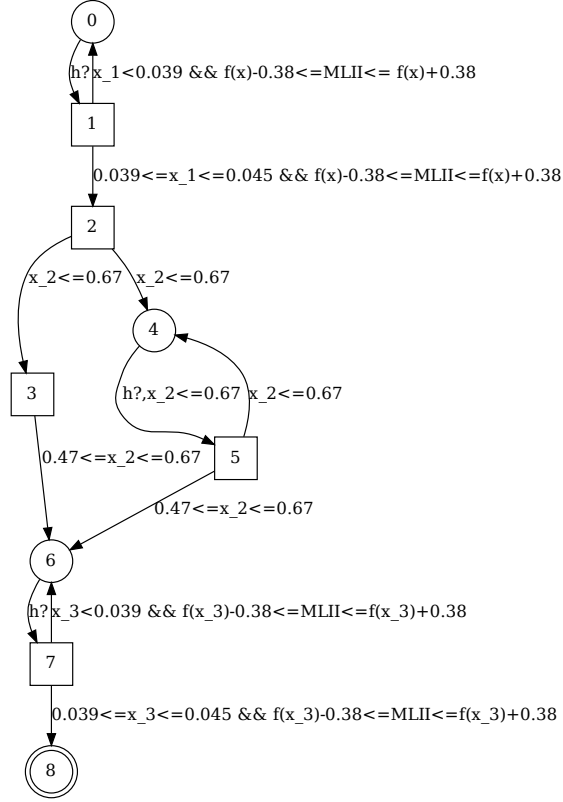 0
h? x_1<0.039 && f(x)-0.38<=MLII<= f(x)+0.38
1
0.039<=x_1<=0.045 && f(x)-0.38<=MLII<=f(x)+0.38
2
x_2<=0.67 x_2<=0.67
4
3
h?,x_2<=0.67 x_2<=0.67
0.47<=x_2<=0.67
5
0.47<=x_2<=0.67
6
h? x_3<0.039 && f(x_3)-0.38<=MLII<=f(x_3)+0.38
7
0.039<=x_3<=0.045 && f(x_3)-0.38<=MLII<=f(x_3)+0.38
8